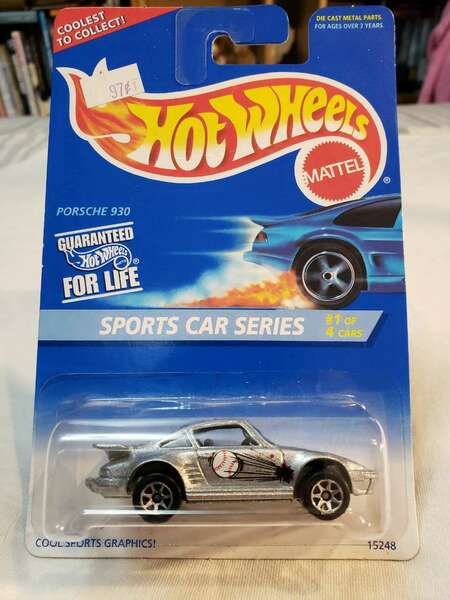 COOLEST
TO COLLECT!
97¢
DIE CAST METAL PARTS.
FOR AGES OVER 3 YEARS.
HOT WHEELS
MATTEL
®
PORSCHE 930
GUARANTEED
Hot Wheels ®
FOR LIFE
SPORTS CAR SERIES
#1 OF
4 CARS
COOL SPORTS GRAPHICS!
15248